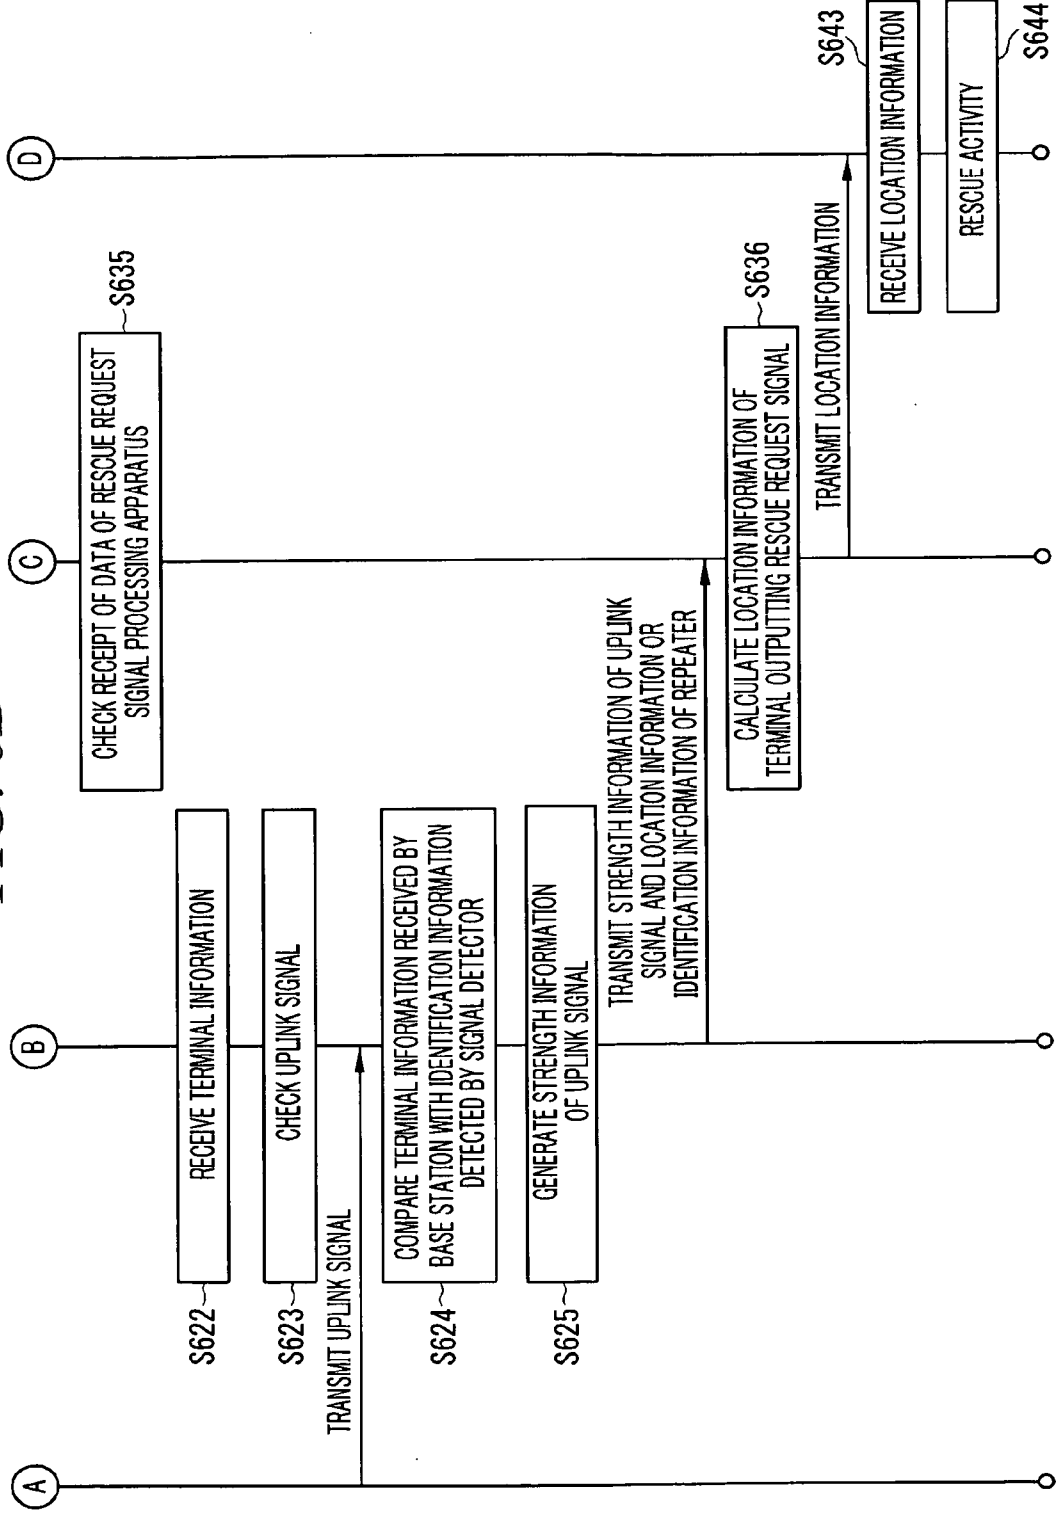 A
B
C
D
CHECK RECEIPT OF DATA OF RESCUE REQUEST
SIGNAL PROCESSING APPARATUS
S635
RECEIVE TERMINAL INFORMATION
S622
CHECK UPLINK SIGNAL
S623
TRANSMIT UPLINK SIGNAL
COMPARE TERMINAL INFORMATION RECEIVED BY
BASE STATION WITH IDENTIFICATION INFORMATION
DETECTED BY SIGNAL DETECTOR
S624
GENERATE STRENGTH INFORMATION
OF UPLINK SIGNAL
S625
TRANSMIT STRENGTH INFORMATION OF UPLINK
SIGNAL AND LOCATION INFORMATION OR
IDENTIFICATION INFORMATION OF REPEATER
CALCULATE LOCATION INFORMATION OF
TERMINAL OUTPUTTING RESCUE REQUEST SIGNAL
S636
TRANSMIT LOCATION INFORMATION
S643
RECEIVE LOCATION INFORMATION
RESCUE ACTIVITY
S644